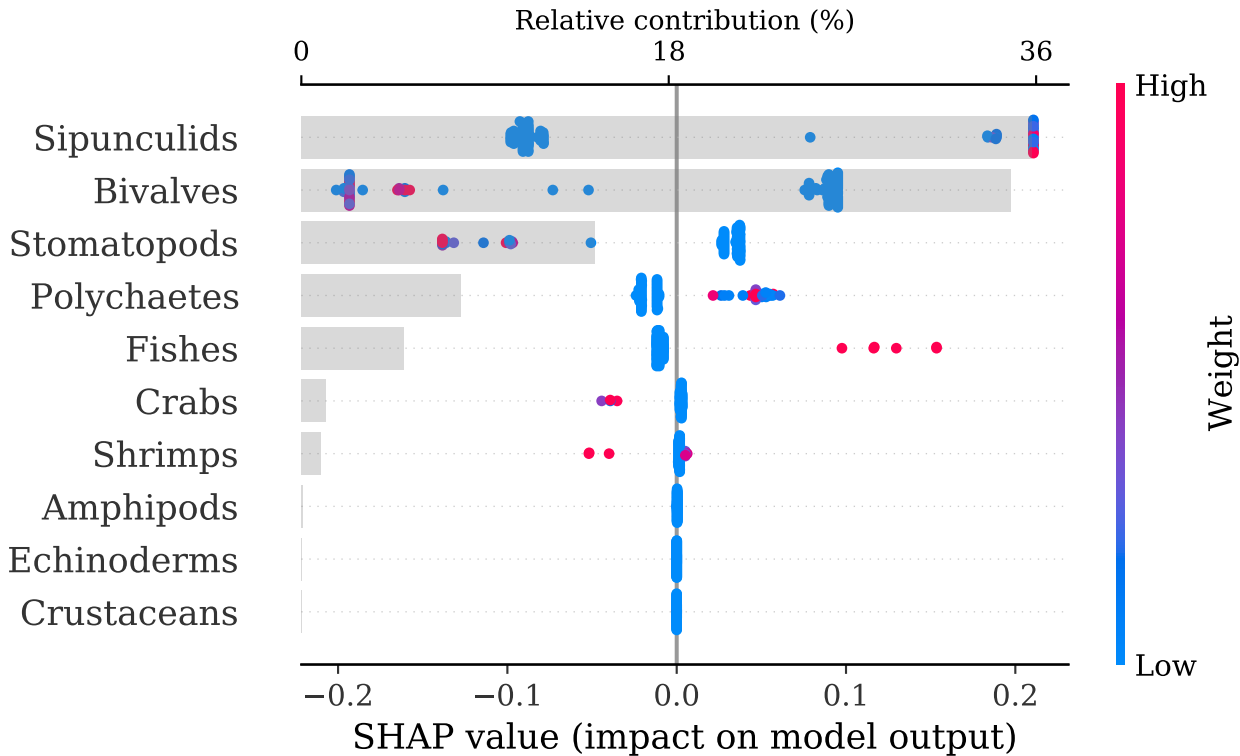 Relative contribution (%)
0 18 36
High
Sipunculids
Bivalves
Stomatopods
Polychaetes
Fishes
Crabs
Shrimps
Amphipods
Echinoderms
Crustaceans
Weight
Low
−0.2 −0.1 0.0 0.1 0.2
SHAP value (impact on model output)